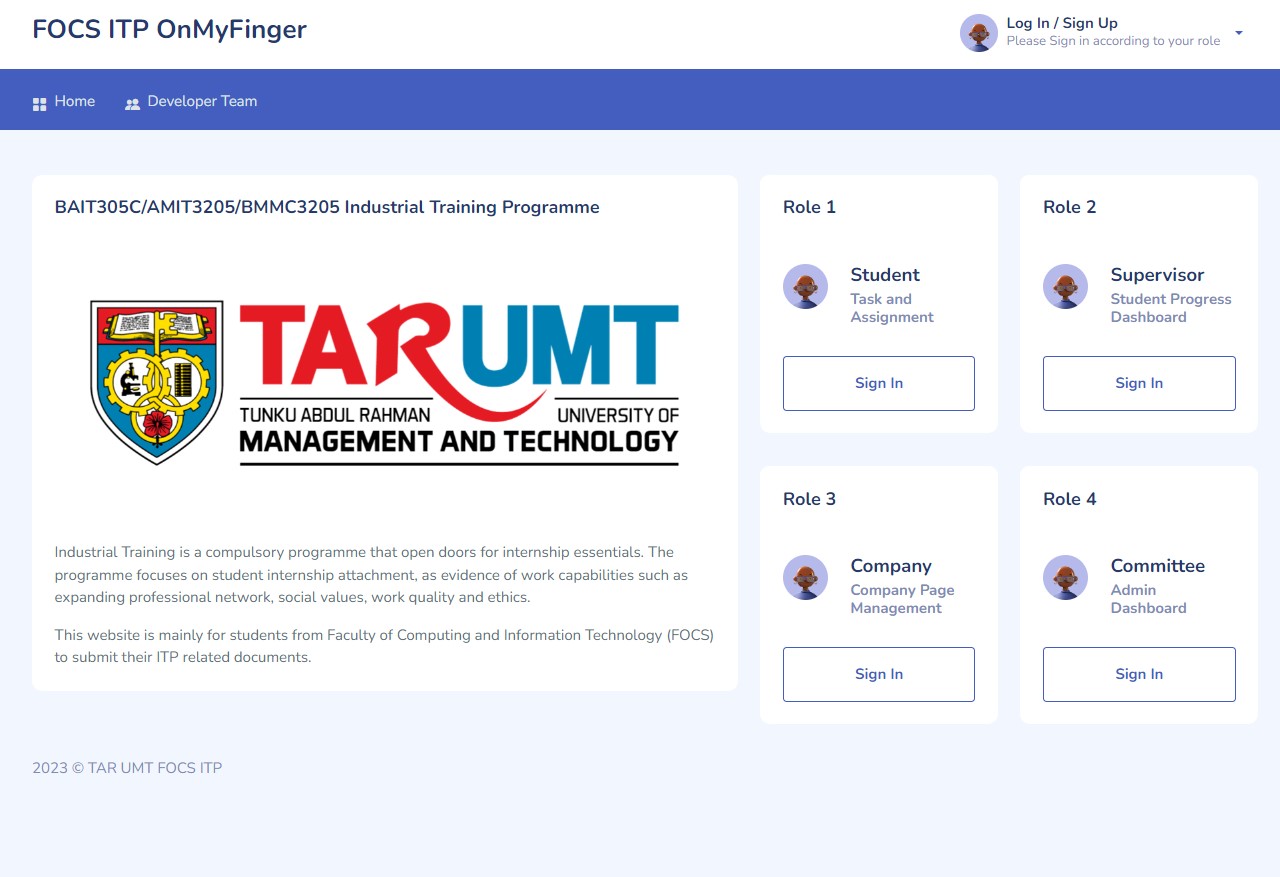 FOCS ITP OnMyFinger
Log In / Sign Up
Please Sign in according to your role
Home
Developer Team
BAIT305C/AMIT3205/BMMC3205 Industrial Training Programme
TARUMT
TUNKU ABDUL RAHMAN UNIVERSITY OF
MANAGEMENT AND TECHNOLOGY
Industrial Training is a compulsory programme that open doors for internship essentials. The
programme focuses on student internship attachment, as evidence of work capabilities such as
expanding professional network, social values, work quality and ethics.
This website is mainly for students from Faculty of Computing and Information Technology (FOCS)
to submit their ITP related documents.
Role 1
Student
Task and
Assignment
Sign In
Role 2
Supervisor
Student Progress
Dashboard
Sign In
Role 3
Company
Company Page
Management
Sign In
Role 4
Committee
Admin
Dashboard
Sign In
2023 © TAR UMT FOCS ITP